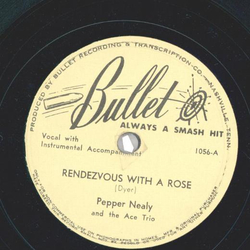 PRODUCED BY BULLET RECORDING & TRANSCRIPTION CO.—NASHVILLE, TENN.
Bullet
ALWAYS A SMASH HIT
Vocal with
Instrumental Accompaniment
1056-A
RENDEZVOUS WITH A ROSE
(Dyer)
Pepper Nealy
and the Ace Trio